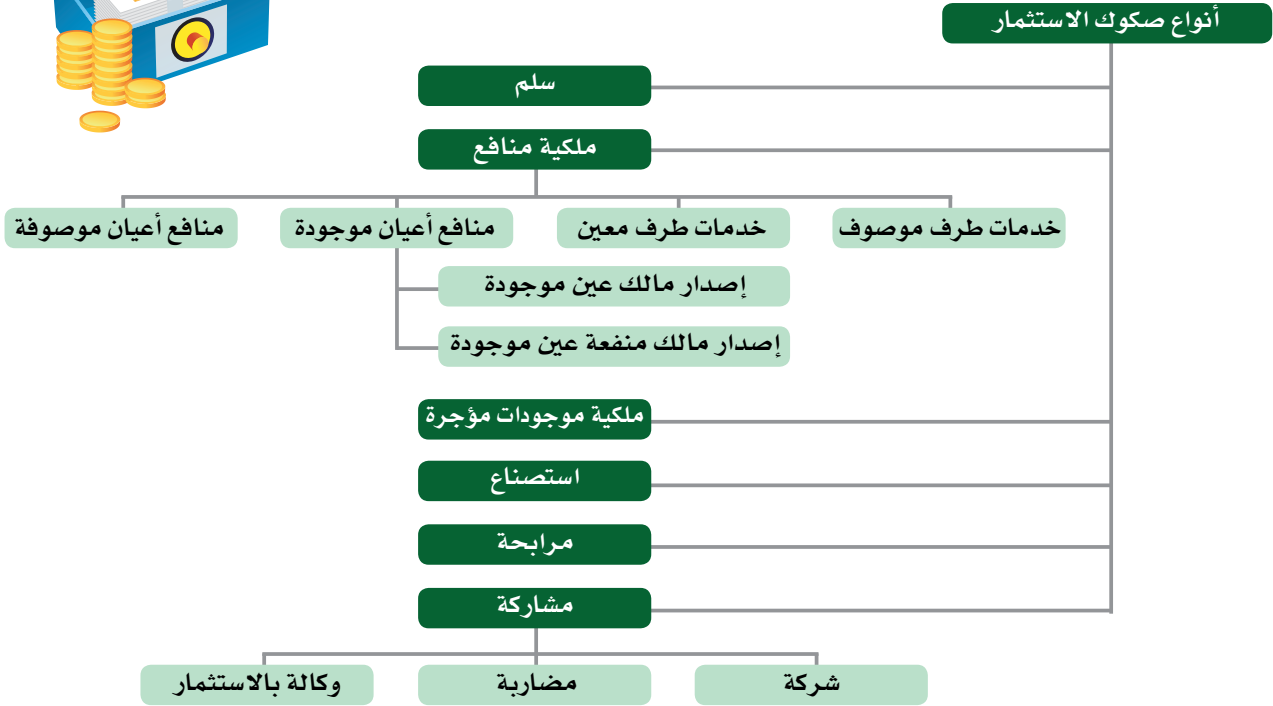 أنواع صكوك الاستثمار
سلم
ملكية منافع
خدمات طرف موصوف
خدمات طرف معين
منافع أعيان موجودة
منافع أعيان موصوفة
إصدار مالك عين موجودة
إصدار مالك منفعة عين موجودة
ملكية موجودات مؤجرة
استصناع
مرابحة
مشاركة
شركة
مضاربة
وكالة بالاستثمار